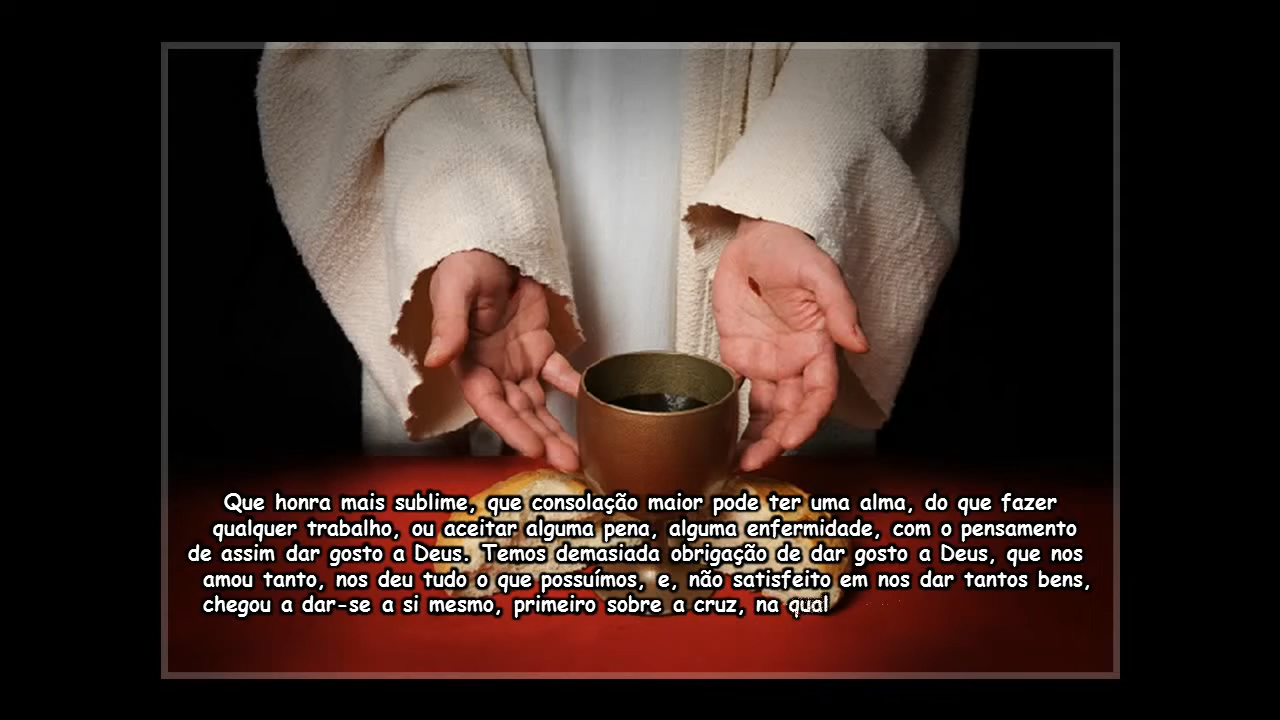 Que honra mais sublime, que consolação maior pode ter uma alma, do que fazer
qualquer trabalho, ou aceitar alguma pena, alguma enfermidade, com o pensamento
de assim dar gosto a Deus. Temos demasiada obrigação de dar gosto a Deus, que nos
amou tanto, nos deu tudo o que possuímos, e, não satisfeito em nos dar tantos bens,
chegou a dar-se a si mesmo, primeiro sobre a cruz, na qual